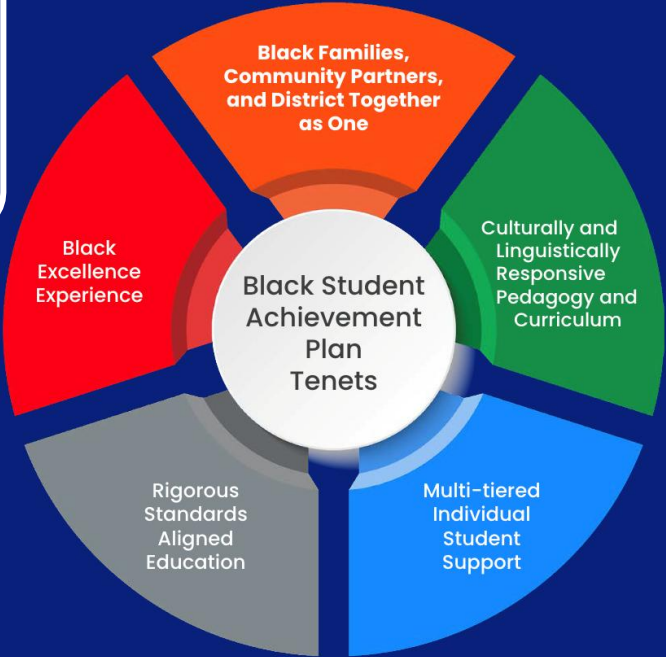 Black Families,
Community Partners,
and District Together
as One
Culturally and
Linguistically
Responsive
Pedagogy and
Curriculum
Multi-tiered
Individual
Student
Support
Rigorous
Standards
Aligned
Education
Black
Excellence
Experience
Black Student
Achievement
Plan
Tenets